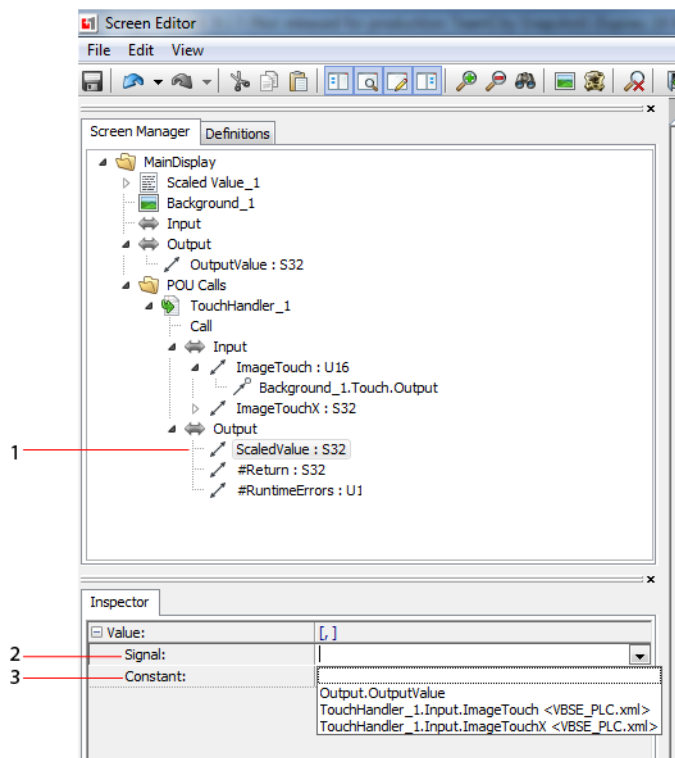 Screen Editor
File Edit View
Screen Manager Definitions
MainDisplay
Scaled Value_1
Background_1
Input
Output
OutputValue : S32
POU Calls
TouchHandler_1
Call
Input
ImageTouch : U16
Background_1.Touch.Output
ImageTouchX : S32
Output
1 ScaledValue : S32
#Return : S32
#RuntimeErrors : U1
Inspector
Value: [, ]
2 Signal:
3 Constant:
Output.OutputValue
TouchHandler_1.Input.ImageTouch <VBSE_PLC.xml>
TouchHandler_1.Input.ImageTouchX <VBSE_PLC.xml>